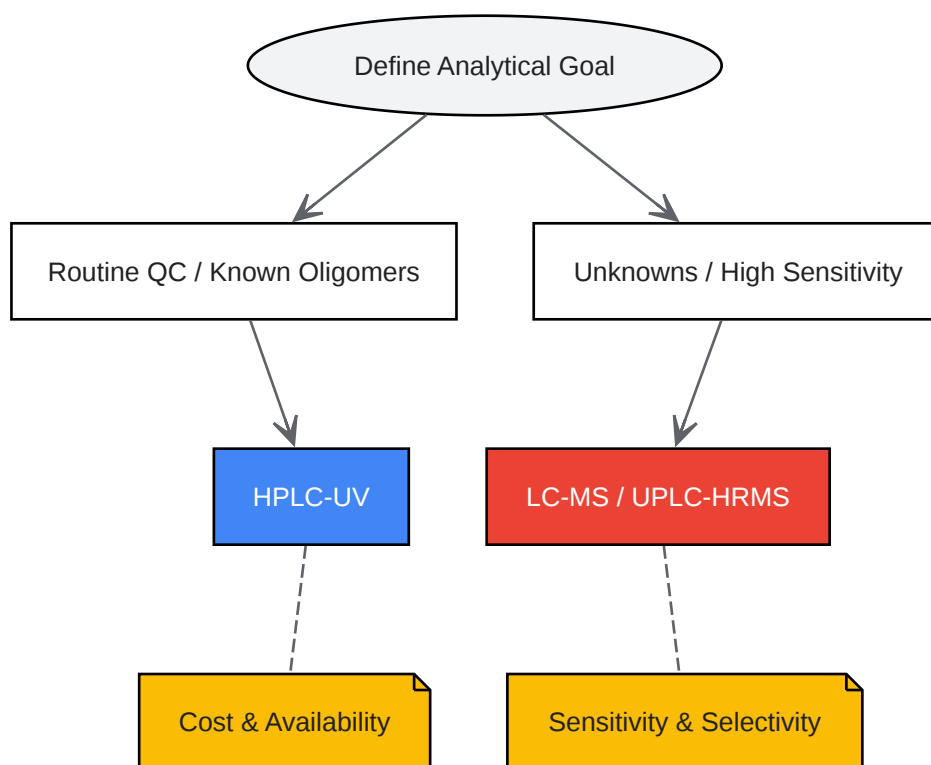 Define Analytical Goal
Routine QC / Known Oligomers
Unknowns / High Sensitivity
HPLC-UV
LC-MS / UPLC-HRMS
Cost & Availability
Sensitivity & Selectivity